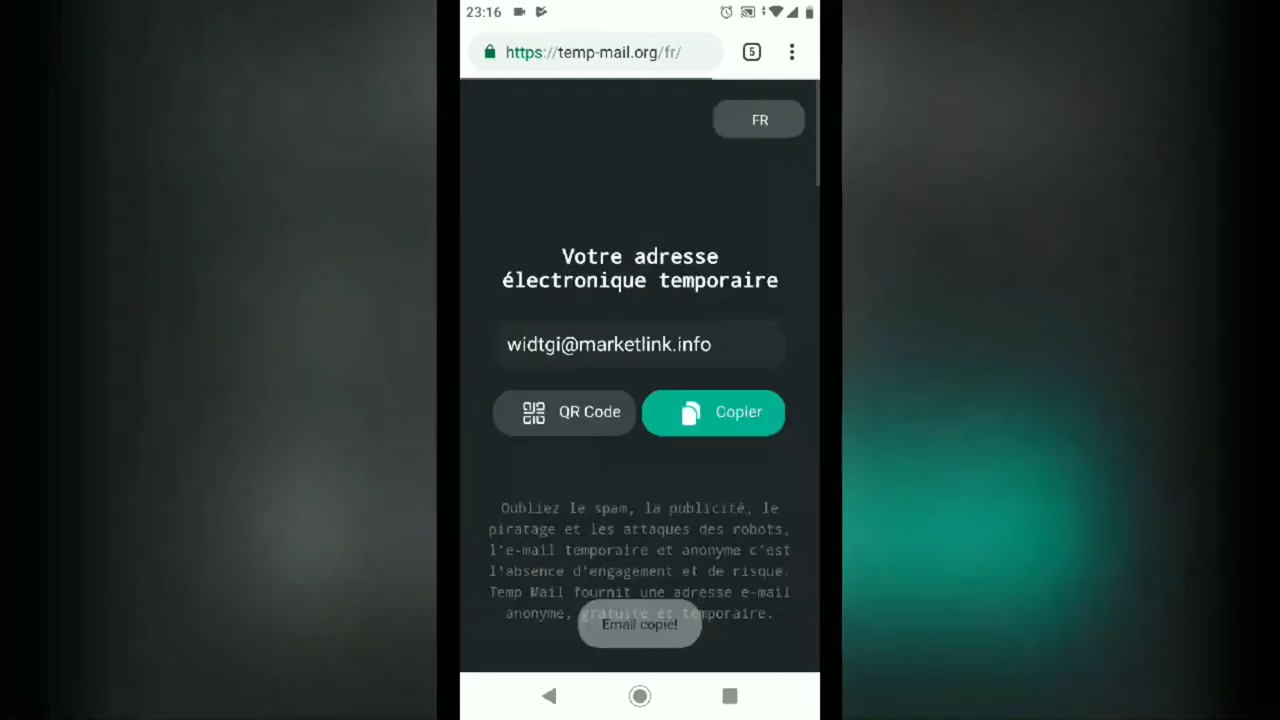 23:16
https://temp-mail.org/fr/
5
FR
Votre adresse
électronique temporaire
widtgi@marketlink.info
QR Code
Copier
Oubliez le spam, la publicité, le
piratage et les attaques des robots,
l'e-mail temporaire et anonyme c'est
l'absence d'engagement et de risque.
Temp Mail fournit une adresse e-mail
anonyme, gratuite et temporaire.
Email copié!